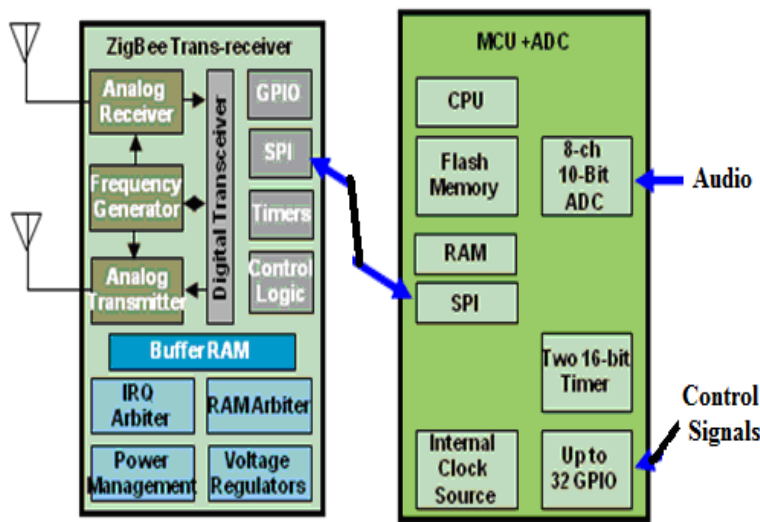 ZigBee Trans-receiver
Analog
Receiver
Frequency
Generator
Analog
Transmitter
Digital Transceiver
GPIO
SPI
Timers
Control
Logic
Buffer RAM
IRQ
Arbiter
RAM Arbiter
Power
Management
Voltage
Regulators
MCU +ADC
CPU
Flash
Memory
RAM
SPI
Internal
Clock
Source
8-ch
10-Bit
ADC
Two 16-bit
Timer
Up to
32 GPIO
Audio
Control
Signals